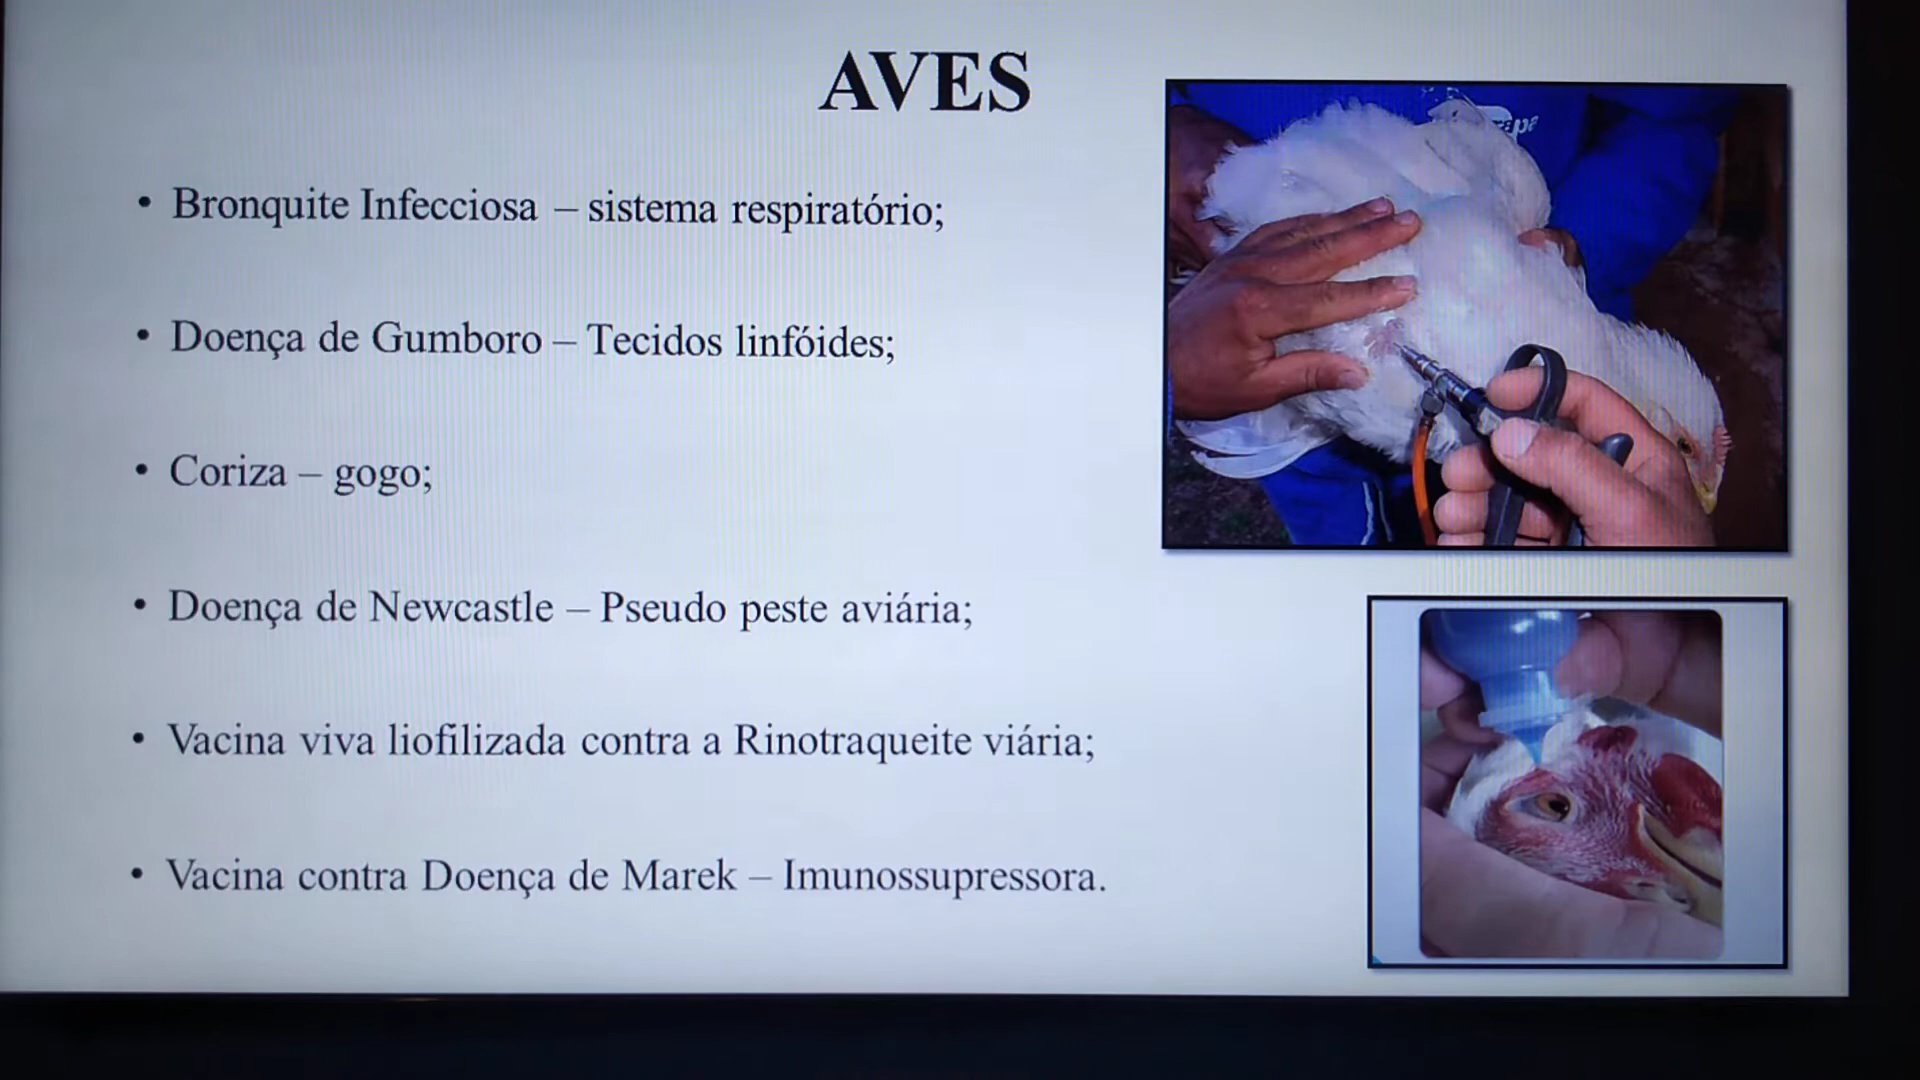 AVES
• Bronquite Infecciosa – sistema respiratório;
• Doença de Gumboro – Tecidos linfóides;
• Coriza – gogo;
• Doença de Newcastle – Pseudo peste aviária;
• Vacina viva liofilizada contra a Rinotraqueite viária;
• Vacina contra Doença de Marek – Imunossupressora.